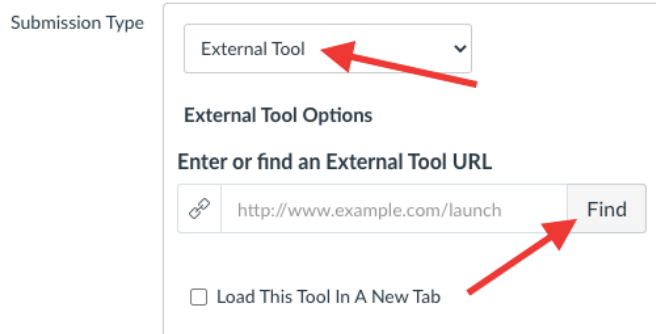 Submission Type
External Tool
External Tool Options
Enter or find an External Tool URL
http://www.example.com/launch
Find
Load This Tool In A New Tab